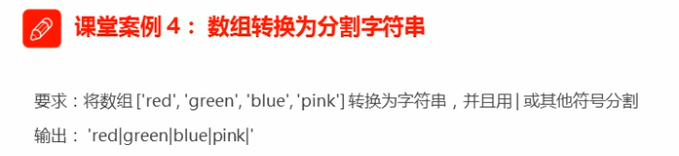 课堂案例 4： 数组转换为分割字符串
要求：将数组 ['red', 'green', 'blue', 'pink'] 转换为字符串，并且用 | 或其他符号分割
输出： 'red|green|blue|pink|'